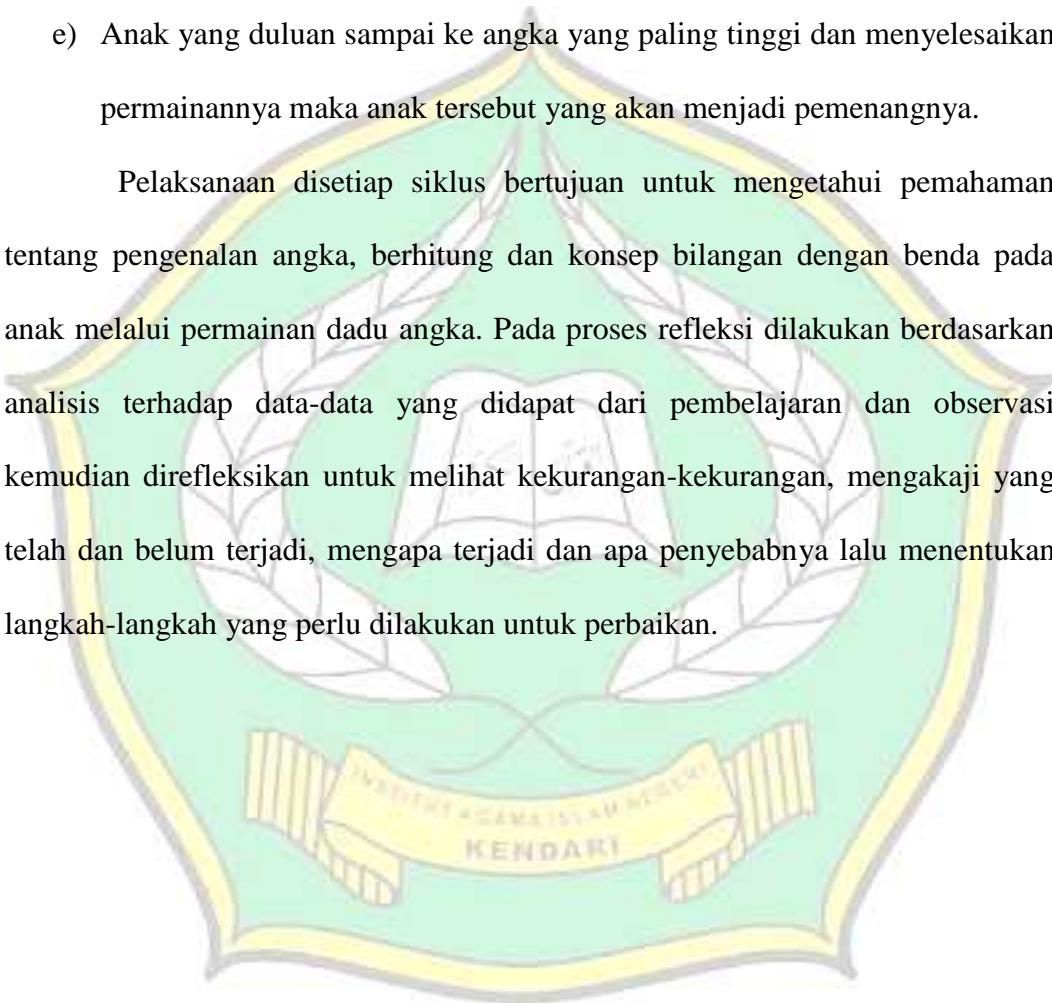 e) Anak yang duluan sampai ke angka yang paling tinggi dan menyelesaikan
permainannya maka anak tersebut yang akan menjadi pemenangnya.
Pelaksanaan disetiap siklus bertujuan untuk mengetahui pemahaman
tentang pengenalan angka, berhitung dan konsep bilangan dengan benda pada
anak melalui permainan dadu angka. Pada proses refleksi dilakukan berdasarkan
analisis terhadap data-data yang didapat dari pembelajaran dan observasi
kemudian direfleksikan untuk melihat kekurangan-kekurangan, mengakaji yang
telah dan belum terjadi, mengapa terjadi dan apa penyebabnya lalu menentukan
langkah-langkah yang perlu dilakukan untuk perbaikan.
INSTITUT AGAMA ISLAM NEGERI
KENDARI